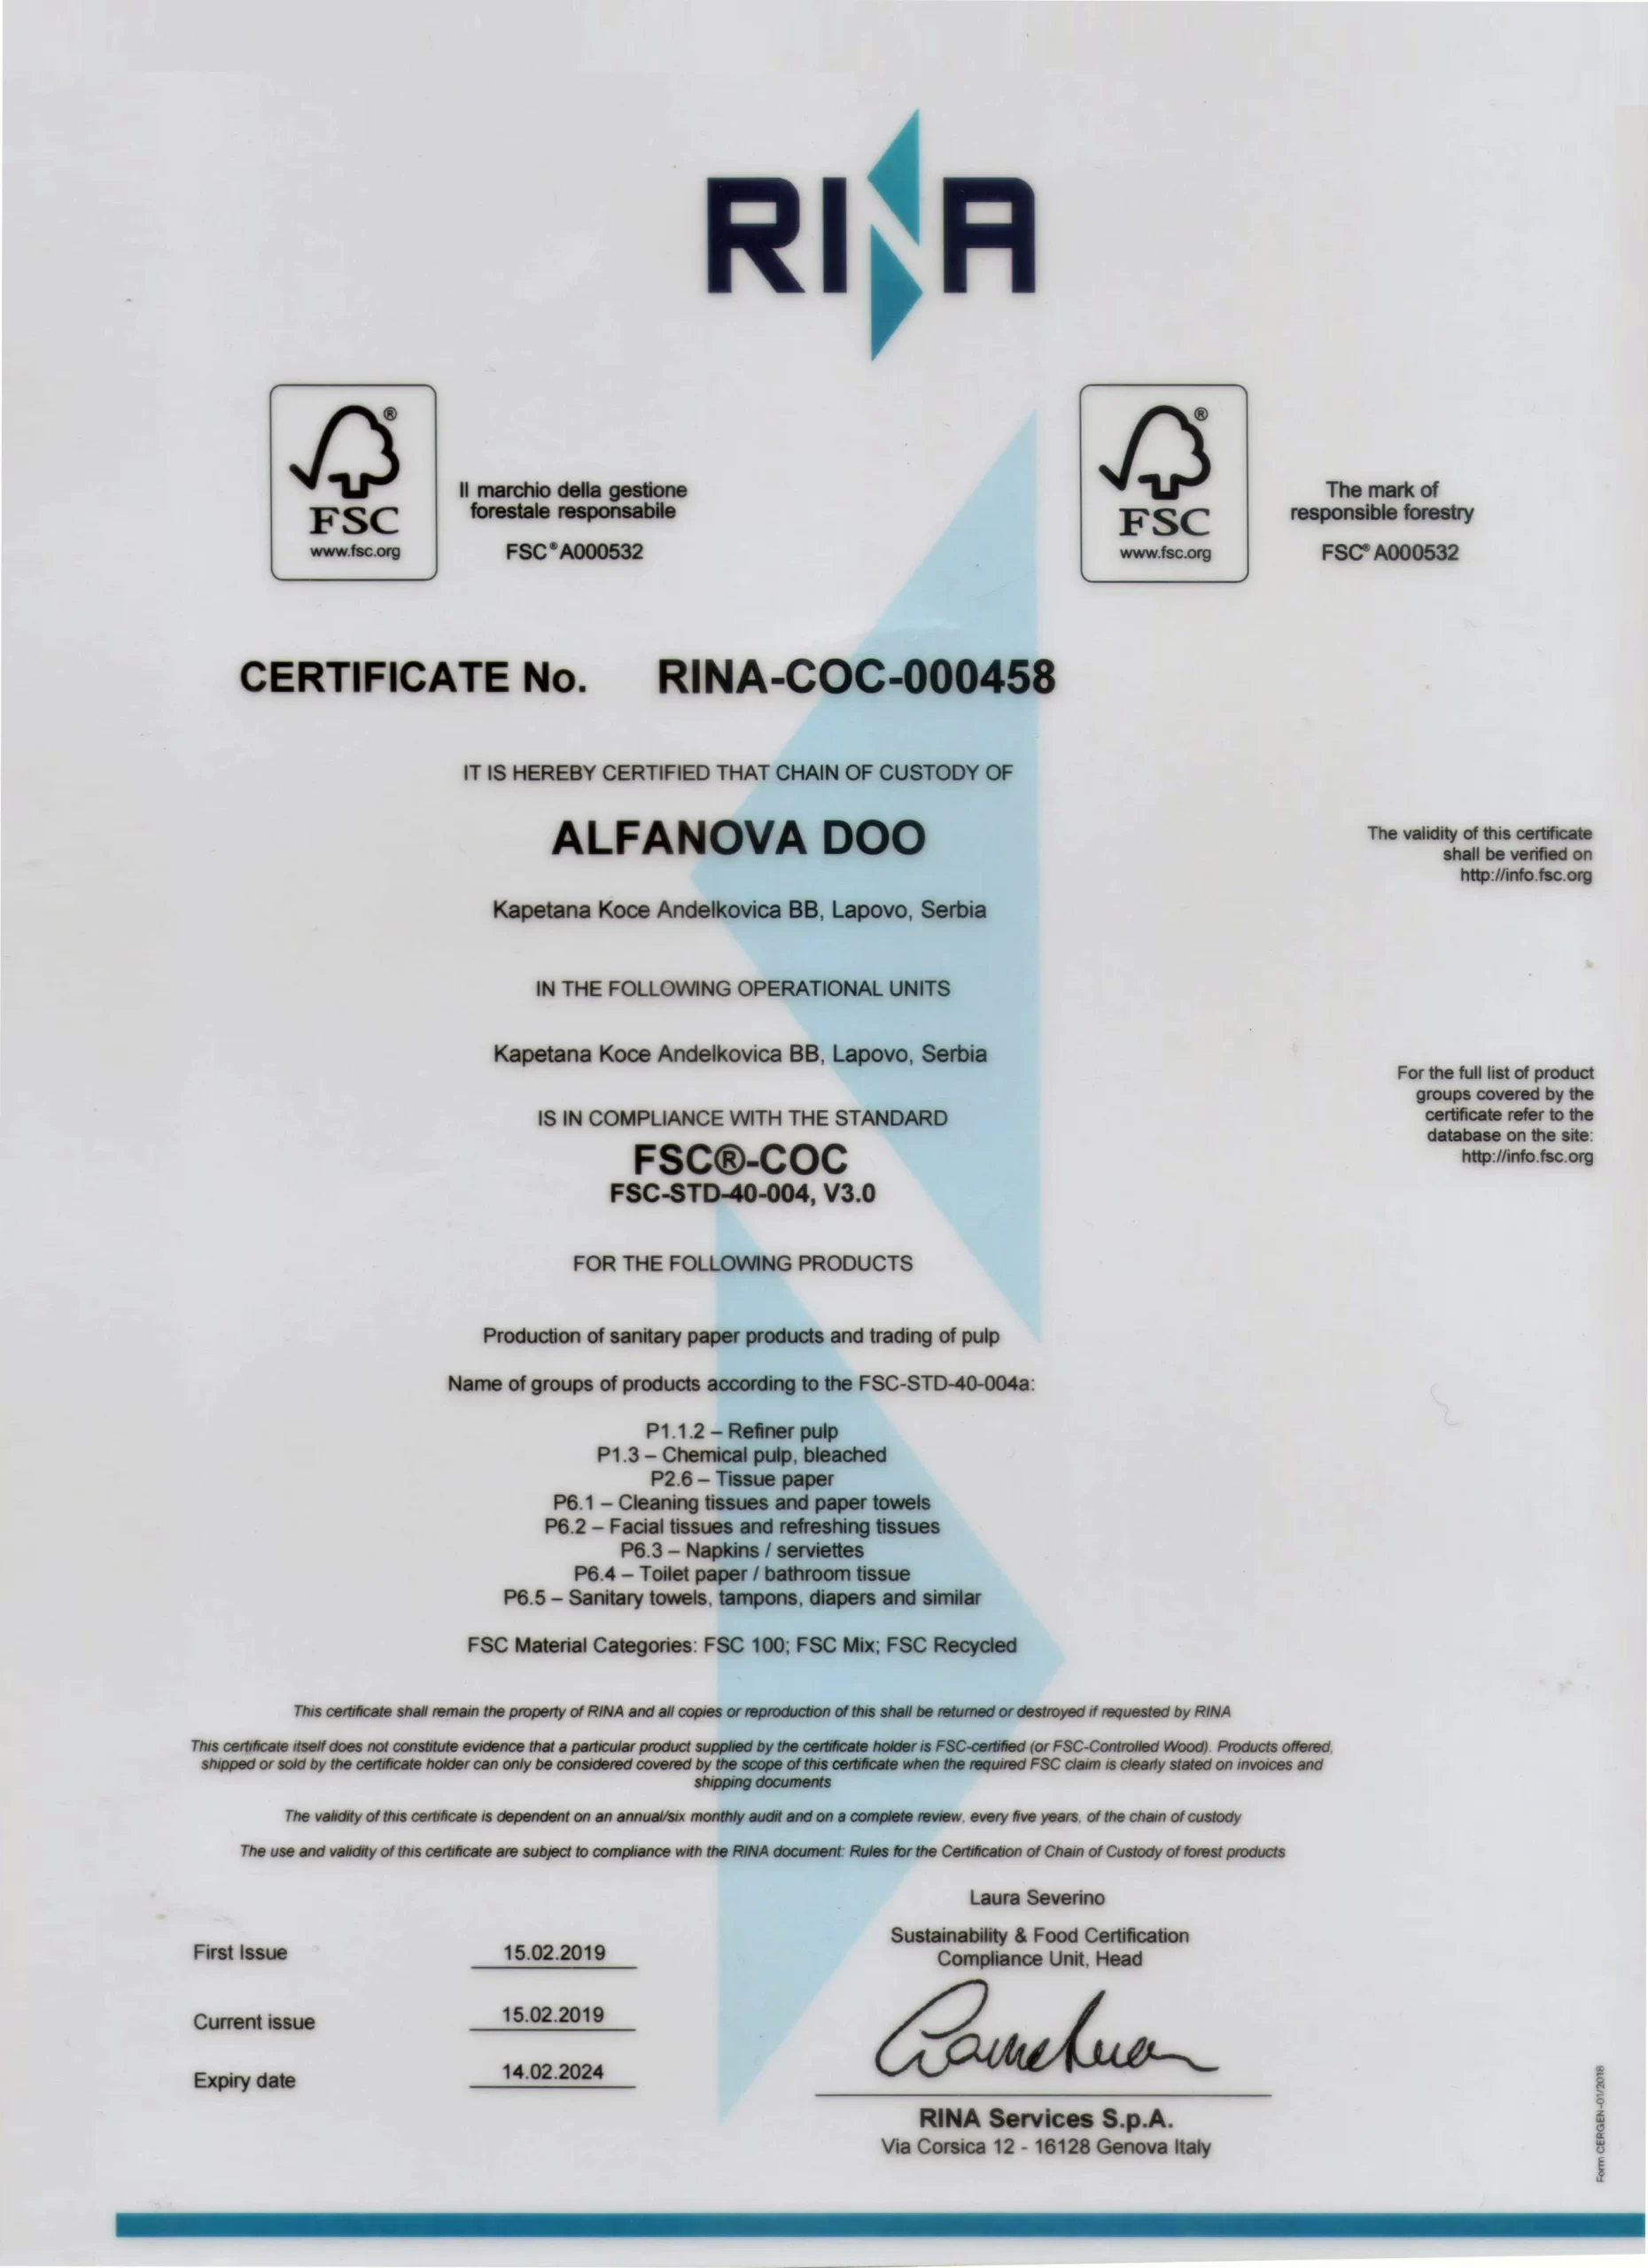 RINA
FSC
www.fsc.org
®
Il marchio della gestione
forestale responsabile
FSC® A000532
FSC
www.fsc.org
®
The mark of
responsible forestry
FSC® A000532
CERTIFICATE No. RINA-COC-000458
IT IS HEREBY CERTIFIED THAT CHAIN OF CUSTODY OF
ALFANOVA DOO
Kapetana Koce Andelkovica BB, Lapovo, Serbia
The validity of this certificate
shall be verified on
http://info.fsc.org
IN THE FOLLOWING OPERATIONAL UNITS
Kapetana Koce Andelkovica BB, Lapovo, Serbia
For the full list of product
groups covered by the
certificate refer to the
database on the site:
http://info.fsc.org
IS IN COMPLIANCE WITH THE STANDARD
FSC®-COC
FSC-STD-40-004, V3.0
FOR THE FOLLOWING PRODUCTS
Production of sanitary paper products and trading of pulp
Name of groups of products according to the FSC-STD-40-004a:
P1.1.2 – Refiner pulp
P1.3 – Chemical pulp, bleached
P2.6 – Tissue paper
P6.1 – Cleaning tissues and paper towels
P6.2 – Facial tissues and refreshing tissues
P6.3 – Napkins / serviettes
P6.4 – Toilet paper / bathroom tissue
P6.5 – Sanitary towels, tampons, diapers and similar
FSC Material Categories: FSC 100; FSC Mix; FSC Recycled
This certificate shall remain the property of RINA and all copies or reproduction of this shall be returned or destroyed if requested by RINA
This certificate itself does not constitute evidence that a particular product supplied by the certificate holder is FSC-certified (or FSC-Controlled Wood). Products offered,
shipped or sold by the certificate holder can only be considered covered by the scope of this certificate when the required FSC claim is clearly stated on invoices and
shipping documents
The validity of this certificate is dependent on an annual/six monthly audit and on a complete review, every five years, of the chain of custody
The use and validity of this certificate are subject to compliance with the RINA document: Rules for the Certification of Chain of Custody of forest products
Laura Severino
Sustainability & Food Certification
Compliance Unit, Head
First Issue 15.02.2019
Current issue 15.02.2019
Expiry date 14.02.2024
RINA Services S.p.A.
Via Corsica 12 - 16128 Genova Italy
Form CERGEN-01/2018